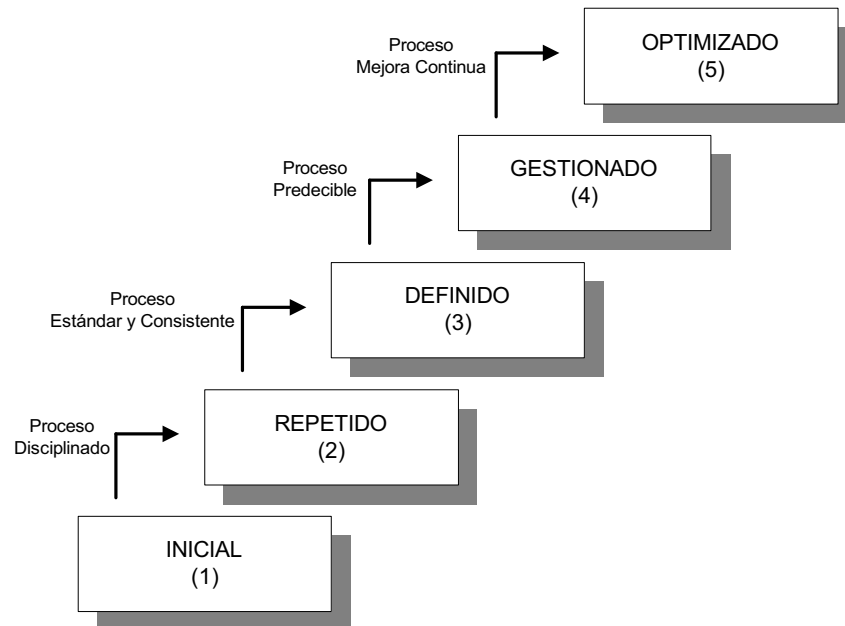 Proceso
Mejora Continua
OPTIMIZADO
(5)
Proceso
Predecible
GESTIONADO
(4)
Proceso
Estándar y Consistente
DEFINIDO
(3)
Proceso
Disciplinado
REPETIDO
(2)
INICIAL
(1)